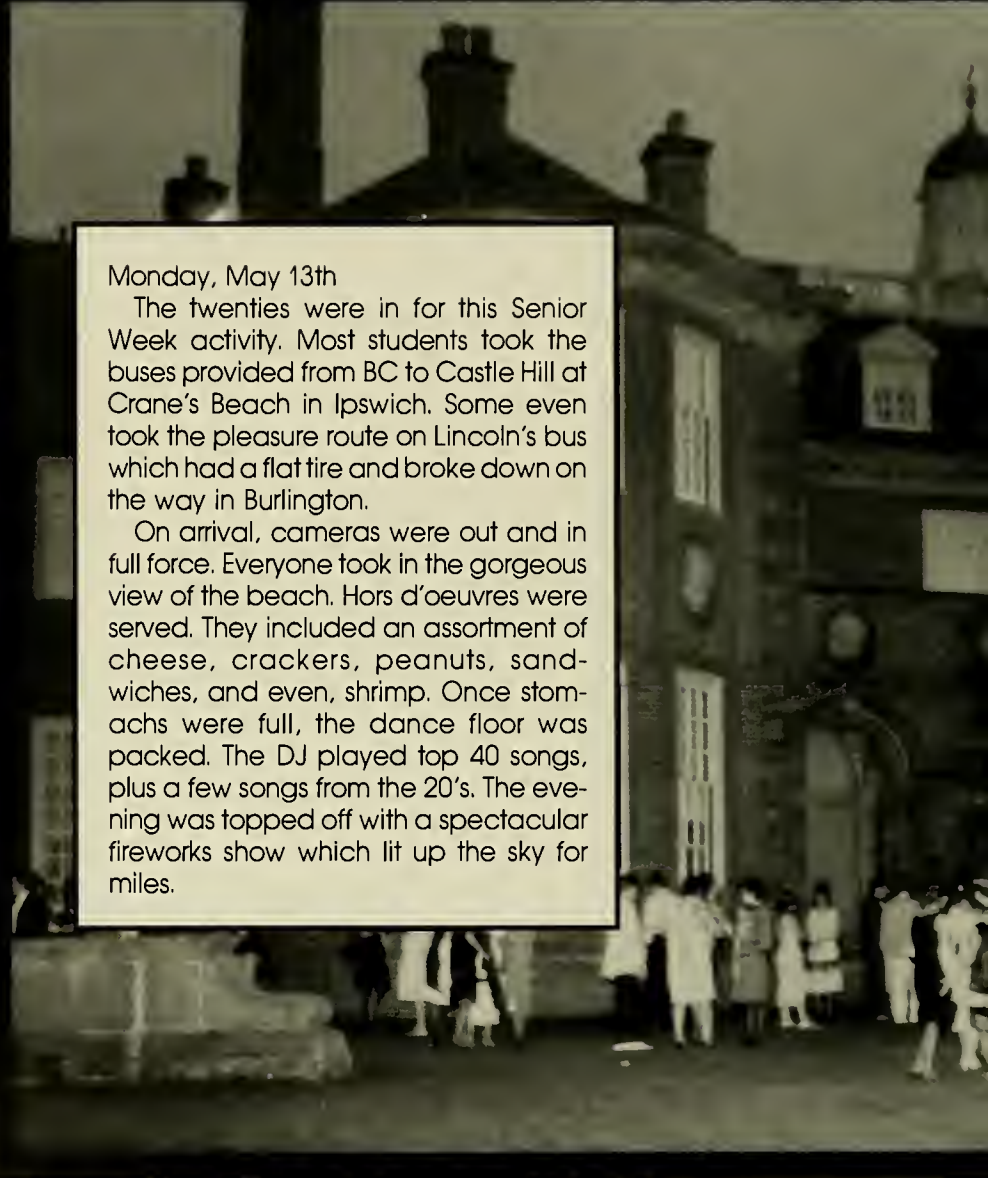 Monday, May 13th
The twenties were in for this Senior
Week activity. Most students took the
buses provided from BC to Castle Hill at
Crane's Beach in Ipswich. Some even
took the pleasure route on Lincoln's bus
which had a flat tire and broke down on
the way in Burlington.
On arrival, cameras were out and in
full force. Everyone took in the gorgeous
view of the beach. Hors d'oeuvres were
served. They included an assortment of
cheese, crackers, peanuts, sand-
wiches, and even, shrimp. Once stom-
achs were full, the dance floor was
packed. The DJ played top 40 songs,
plus a few songs from the 20's. The eve-
ning was topped off with a spectacular
fireworks show which lit up the sky for
miles.